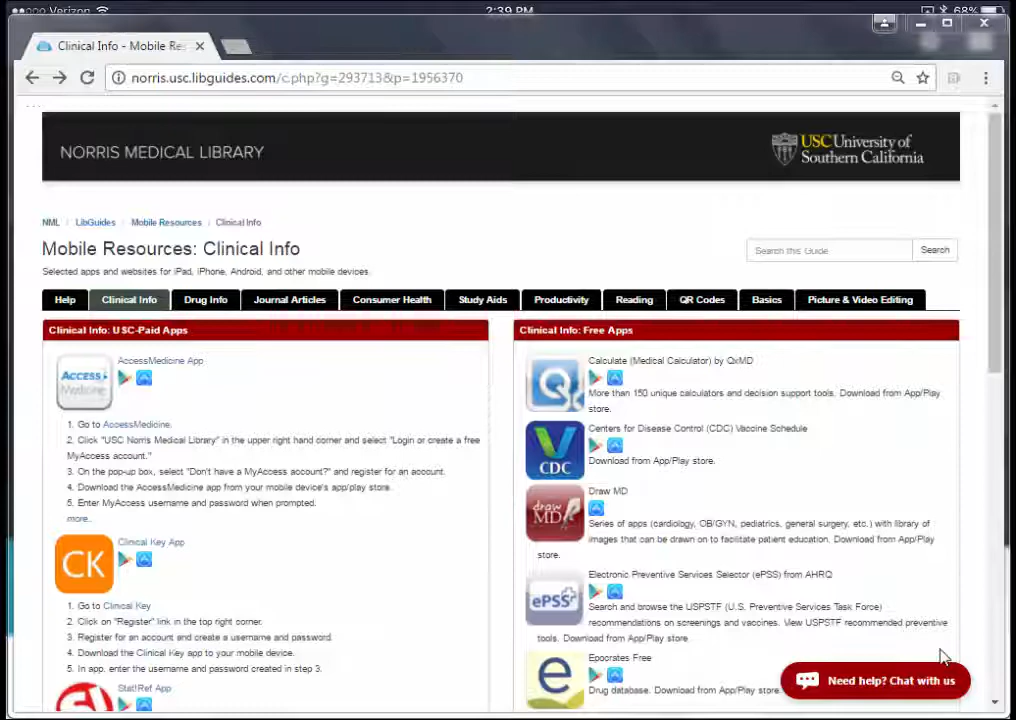 Verizon 2:39 PM 68%
Clinical Info - Mobile Res
norris.usc.libguides.com/c.php?g=293713&p=1956370
NORRIS MEDICAL LIBRARY
USC University of
Southern California
NML / LibGuides / Mobile Resources / Clinical Info
Mobile Resources: Clinical Info
Search this Guide Search
Selected apps and websites for iPad, iPhone, Android, and other mobile devices.
Help Clinical Info Drug Info Journal Articles Consumer Health Study Aids Productivity Reading QR Codes Basics Picture & Video Editing
Clinical Info: USC-Paid Apps
AccessMedicine App
ACCESS
Medicine
1. Go to AccessMedicine.
2. Click "USC Norris Medical Library" in the upper right hand corner and select "Login or create a free
MyAccess account."
3. On the pop-up box, select "Don't have a MyAccess account?" and register for an account.
4. Download the AccessMedicine app from your mobile device's app/play store.
5. Enter MyAccess username and password when prompted.
more..
Clinical Key App
CK
1. Go to Clinical Key
2. Click on "Register" link in the top right corner.
3. Register for an account and create a username and password.
4. Download the Clinical Key app to your mobile device.
5. In app, enter the username and password created in step 3.
Stat!Ref App
Clinical Info: Free Apps
Calculate (Medical Calculator) by QxMD
More than 150 unique calculators and decision support tools. Download from App/Play
store.
Centers for Disease Control (CDC) Vaccine Schedule
CDC
Download from App/Play store.
Draw MD
draw
MD
Series of apps (cardiology, OB/GYN, pediatrics, general surgery, etc.) with library of
images that can be drawn on to facilitate patient education. Download from App/Play
store.
Electronic Preventive Services Selector (ePSS) from AHRQ
ePSS
Search and browse the USPSTF (U.S. Preventive Services Task Force)
recommendations on screenings and vaccines. View USPSTF recommended preventive
tools. Download from App/Play store.
Epocrates Free
e
Drug database. Download from App/Play store.
Need help? Chat with us